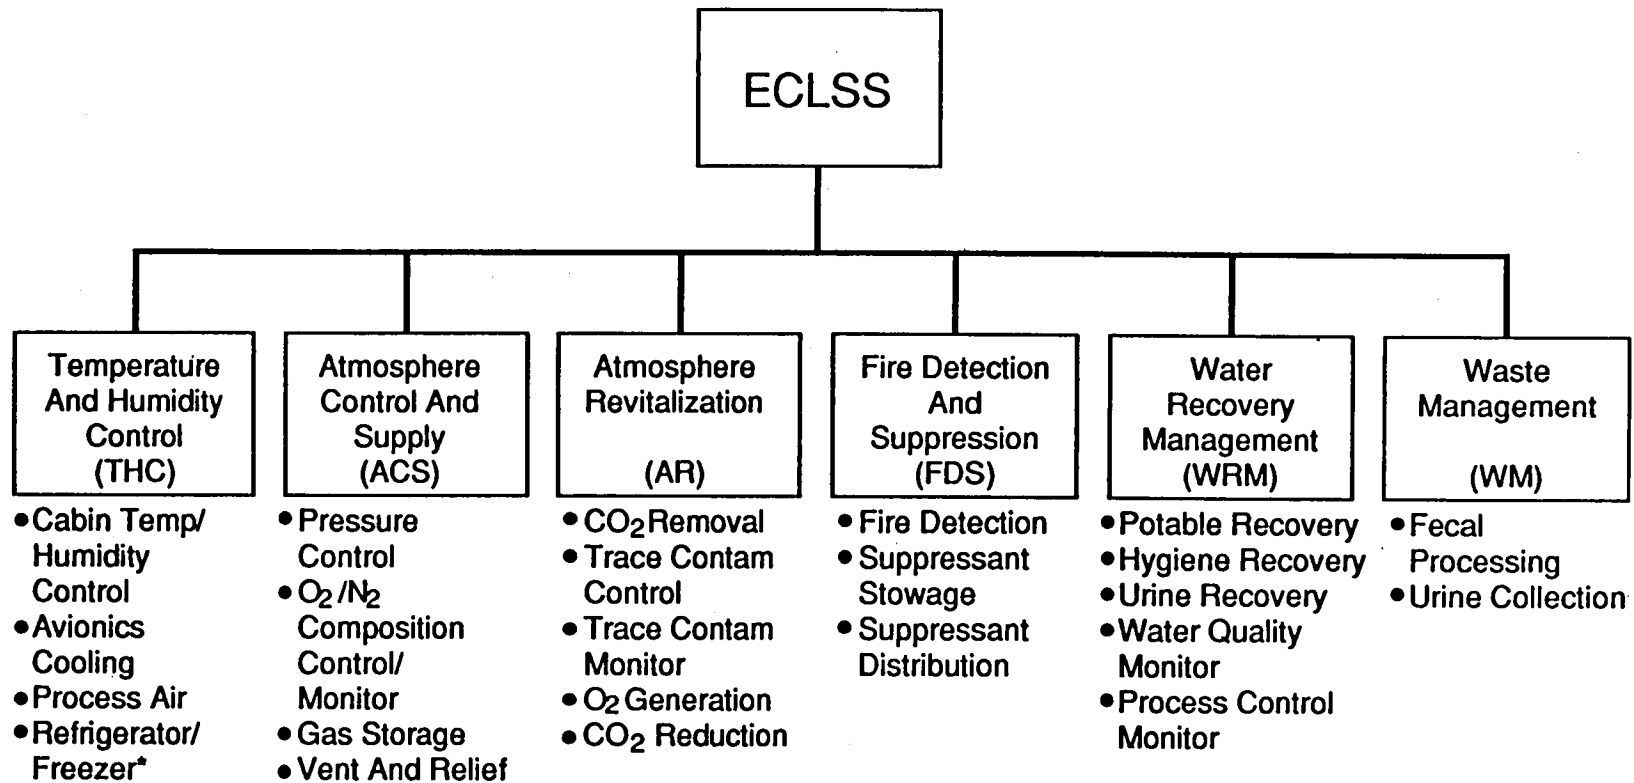 ECLSS
Temperature
And Humidity
Control
(THC)
● Cabin Temp/
Humidity
Control
● Avionics
Cooling
● Process Air
● Refrigerator/
Freezer*
Atmosphere
Control And
Supply
(ACS)
● Pressure
Control
● O₂/N₂
Composition
Control/
Monitor
● Gas Storage
● Vent And Relief
Atmosphere
Revitalization
(AR)
● CO₂ Removal
● Trace Contam
Control
● Trace Contam
Monitor
● O₂ Generation
● CO₂ Reduction
Fire Detection
And
Suppression
(FDS)
● Fire Detection
● Suppressant
Stowage
● Suppressant
Distribution
Water
Recovery
Management
(WRM)
● Potable Recovery
● Hygiene Recovery
● Urine Recovery
● Water Quality
Monitor
● Process Control
Monitor
Waste
Management
(WM)
● Fecal
Processing
● Urine Collection